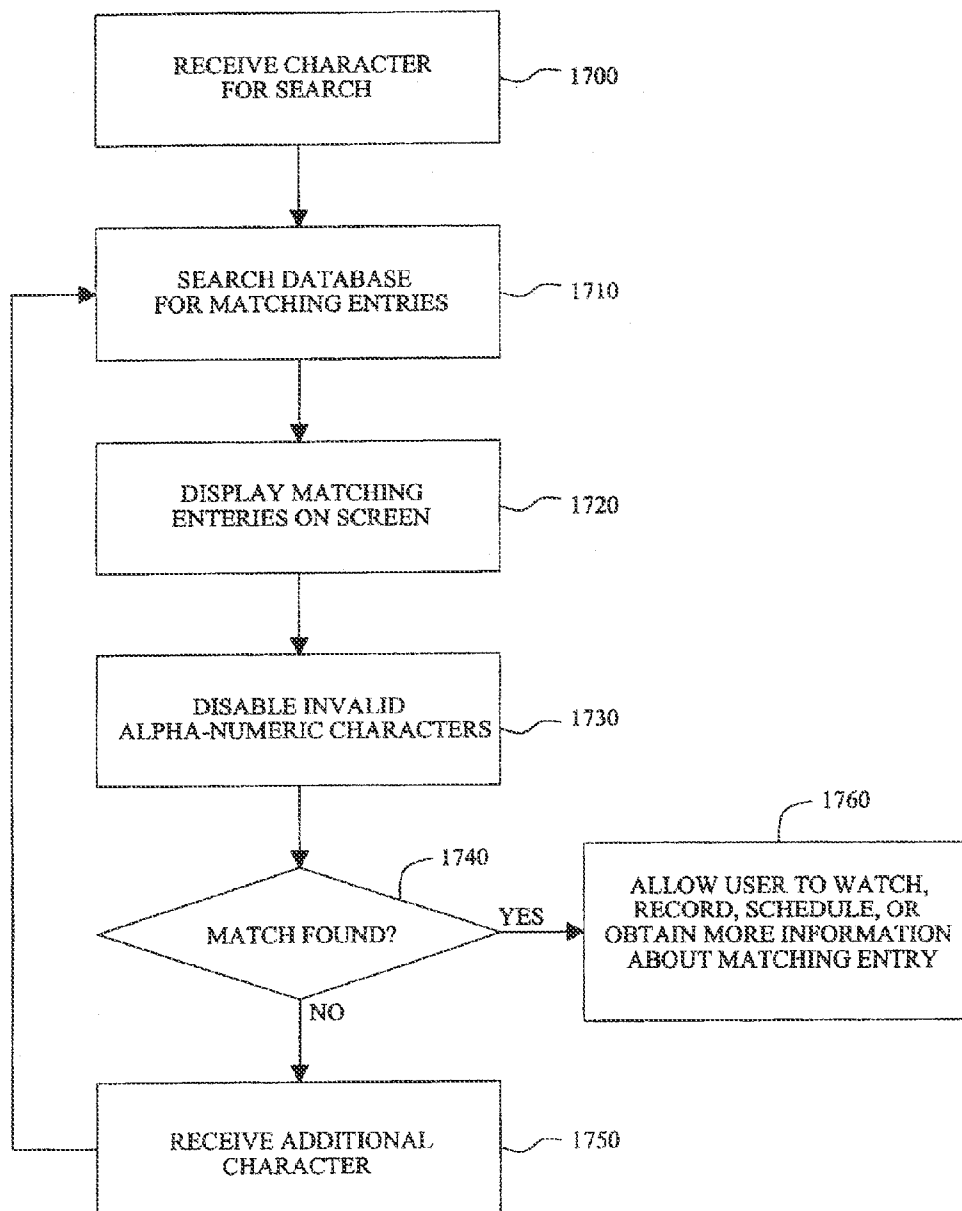 RECEIVE CHARACTER
FOR SEARCH
1700
SEARCH DATABASE
FOR MATCHING ENTRIES
1710
DISPLAY MATCHING
ENTERIES ON SCREEN
1720
DISABLE INVALID
ALPHA-NUMERIC CHARACTERS
1730
1740
MATCH FOUND?
YES
NO
1760
ALLOW USER TO WATCH,
RECORD, SCHEDULE, OR
OBTAIN MORE INFORMATION
ABOUT MATCHING ENTRY
RECEIVE ADDITIONAL
CHARACTER
1750